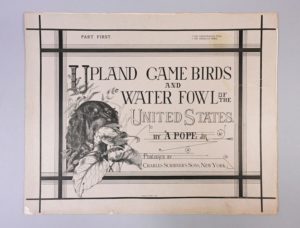 PART FIRST.
UPLAND GAME BIRDS
AND
WATER FOWL OF THE
UNITED STATES.
BY A. POPE JR.
PUBLISHED BY
CHARLES SCRIBNER'S SONS, NEW YORK.